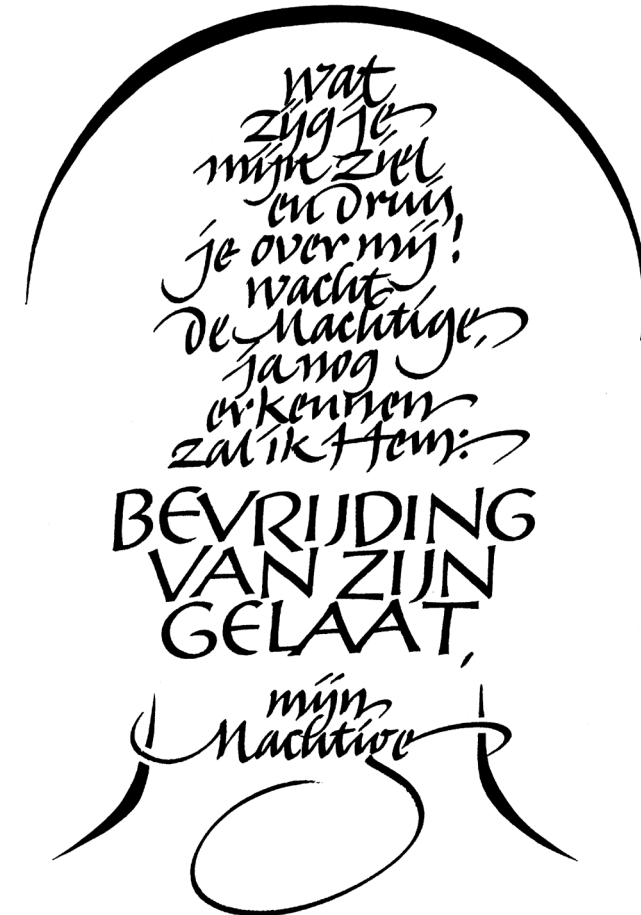 wat
zijg je
mijn ziel
en druis
je over mij!
wacht
de Machtige,
ja nog
erkennen
zal ik Hem:
BEVRIJDING
VAN ZIJN
GELAAT,
mijn
Machtige